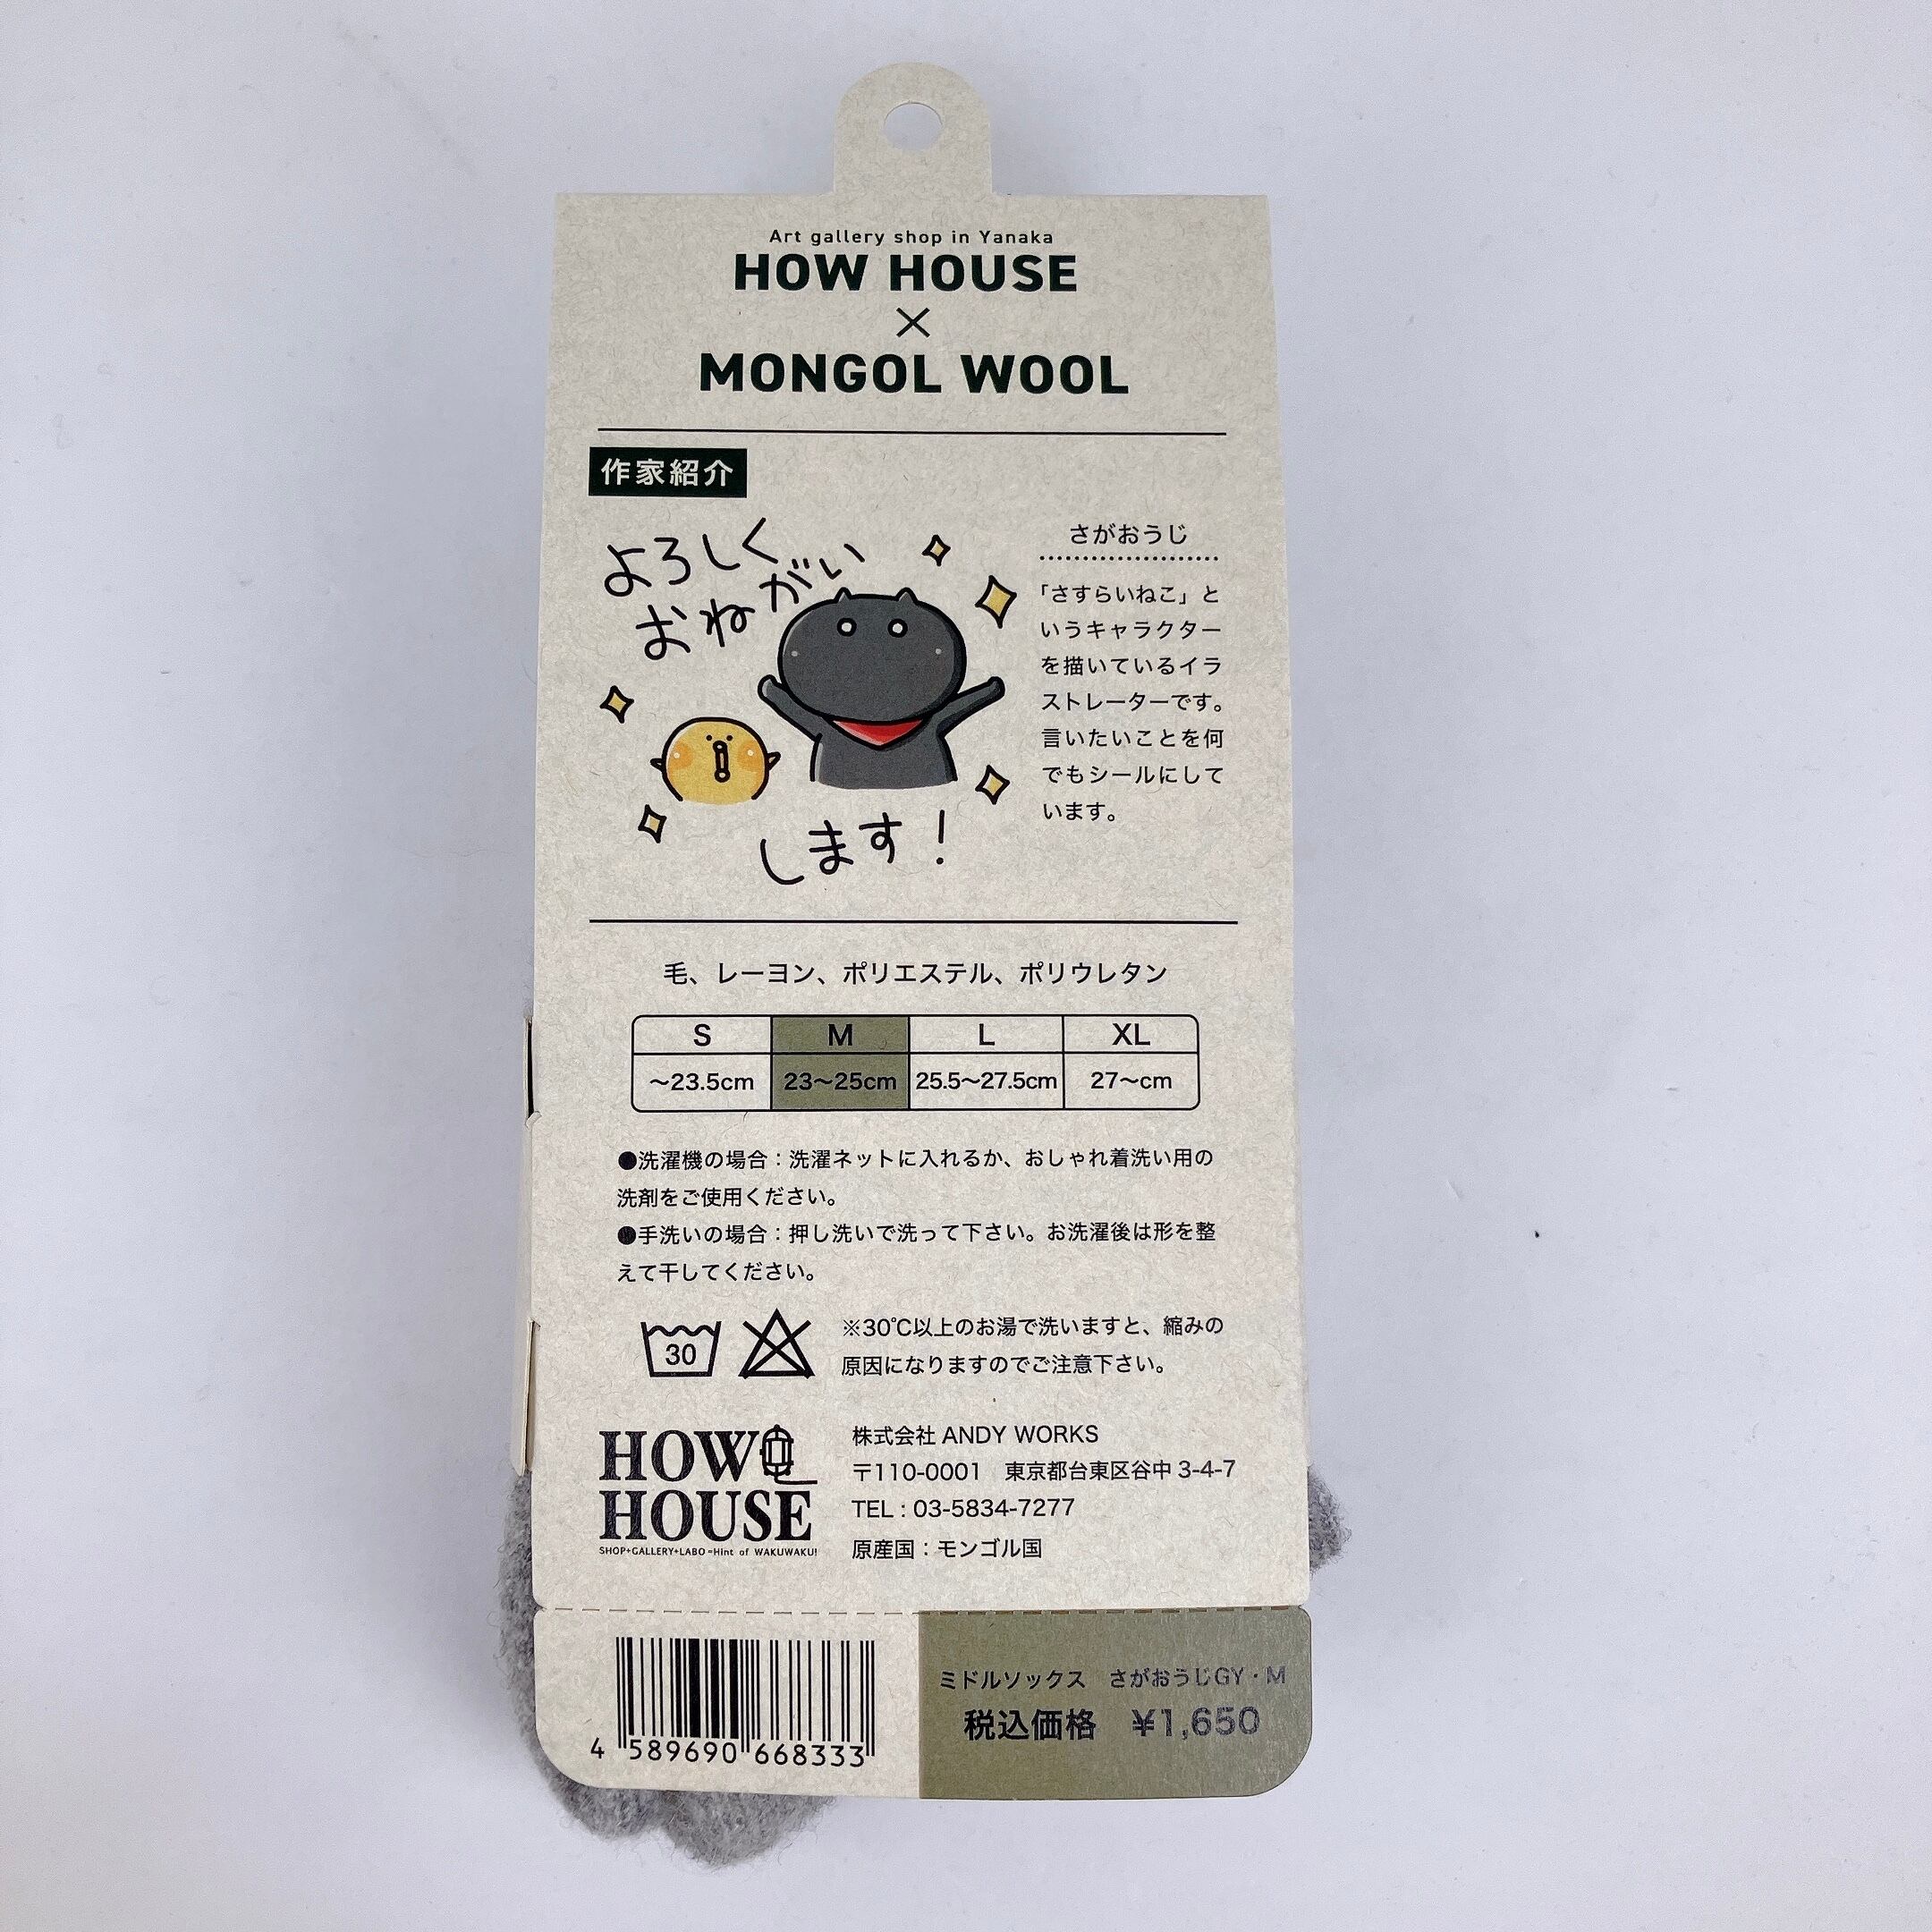 Art gallery shop in Yanaka
HOW HOUSE
×
MONGOL WOOL
作家紹介
よろしく
おねがい
します!
さがおうじ
「さすらいねこ」と
いうキャラクター
を描いているイラ
ストレーターです。
言いたいことを何
でもシールにして
います。
毛、レーヨン、ポリエステル、ポリウレタン
S M L XL
〜23.5cm 23〜25cm 25.5〜27.5cm 27〜cm
●洗濯機の場合：洗濯ネットに入れるか、おしゃれ着洗い用の
洗剤をご使用ください。
●手洗いの場合：押し洗いで洗って下さい。お洗濯後は形を整
えて干してください。
30
※30℃以上のお湯で洗いますと、縮みの
原因になりますのでご注意下さい。
HOW
HOUSE
SHOP+GALLERY+LABO=Hint of WAKUWAKU!
株式会社 ANDY WORKS
〒110-0001 東京都台東区谷中 3-4-7
TEL : 03-5834-7277
原産国：モンゴル国
4 589690 668333
ミドルソックス さがおうじGY・M
税込価格 ¥1,650